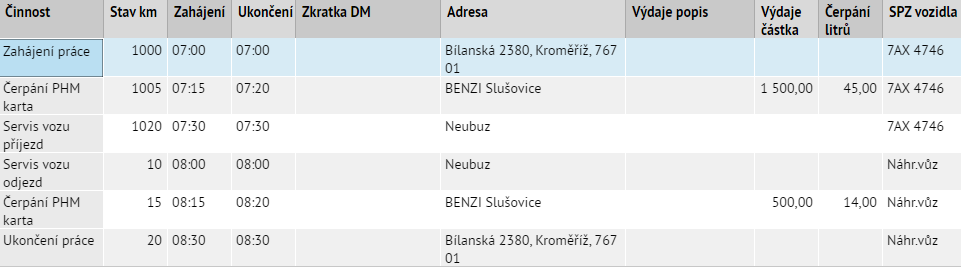 Činnost Stav km Zahájení Ukončení Zkratka DM Adresa Výdaje popis Výdaje částka Čerpání litrů SPZ vozidla
Zahájení práce 1000 07:00 07:00 Bílanská 2380, Kroměříž, 767 01 7AX 4746
Čerpání PHM karta 1005 07:15 07:20 BENZI Slušovice 1 500,00 45,00 7AX 4746
Servis vozu příjezd 1020 07:30 07:30 Neubuz 7AX 4746
Servis vozu odjezd 10 08:00 08:00 Neubuz Náhr.vůz
Čerpání PHM karta 15 08:15 08:20 BENZI Slušovice 500,00 14,00 Náhr.vůz
Ukončení práce 20 08:30 08:30 Bílanská 2380, Kroměříž, 767 01 Náhr.vůz